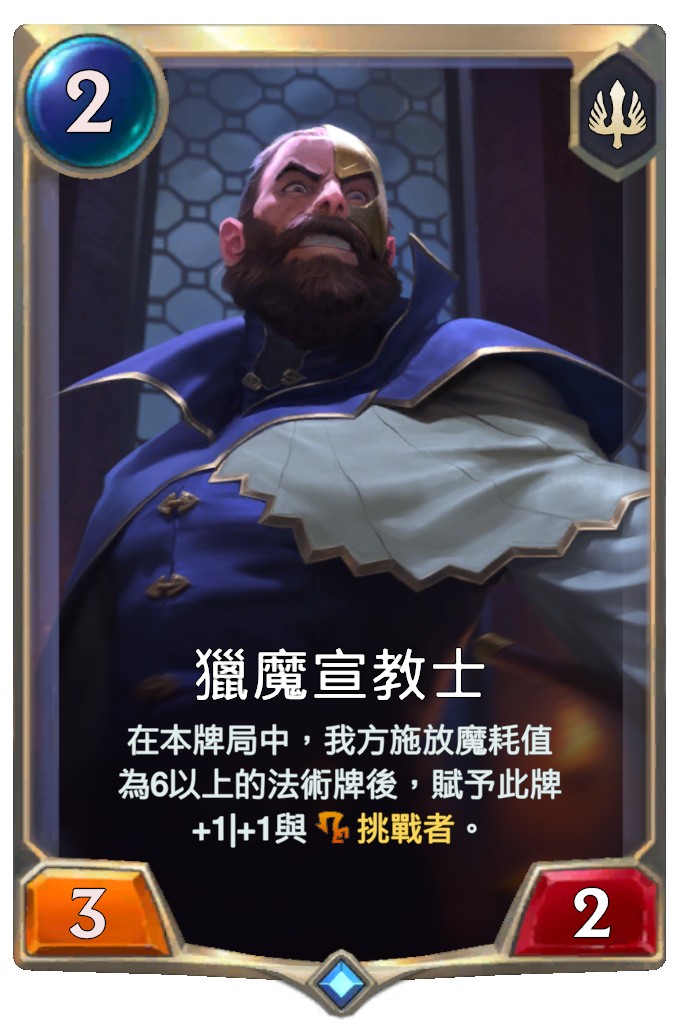 2
獵魔宣教士
在本牌局中，我方施放魔耗值
為6以上的法術牌後，賦予此牌
+1|+1與 挑戰者。
3
2